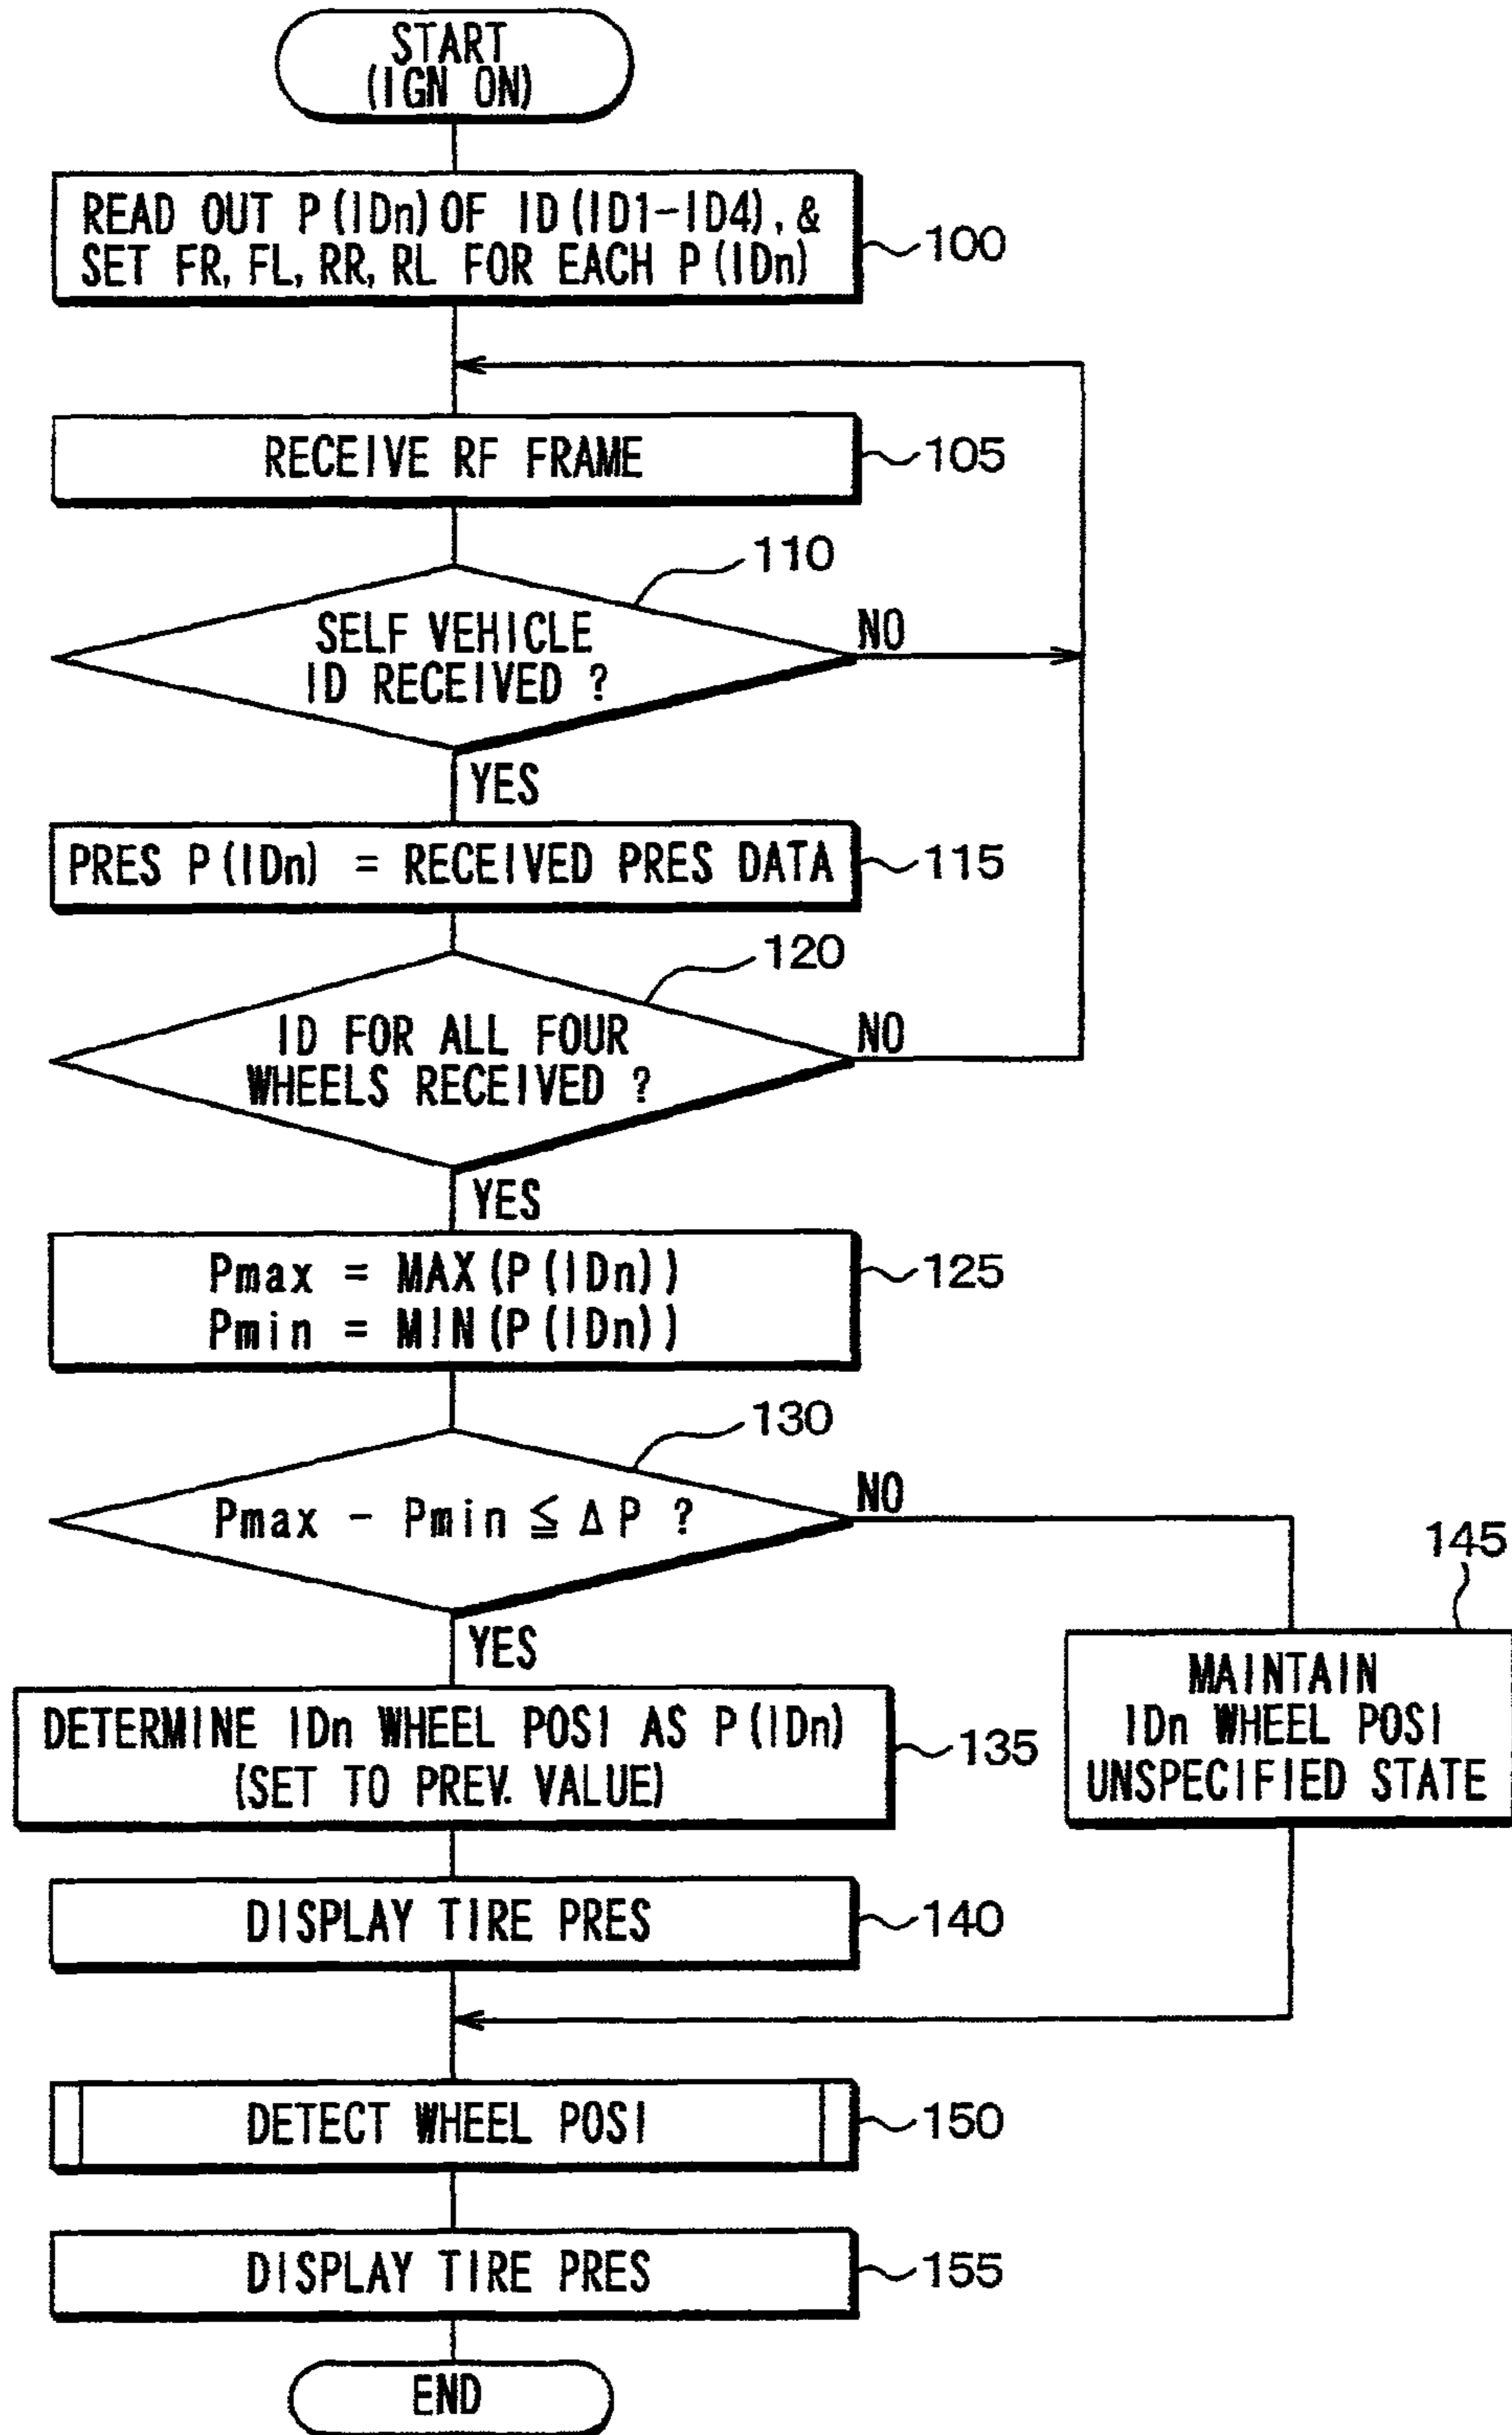 START
(IGN ON)
READ OUT P(IDn)OF ID(ID1-ID4),&
SET FR, FL, RR, RL FOR EACH P(IDn)
100
RECEIVE RF FRAME
105
110
SELF VEHICLE
ID RECEIVED ?
NO
YES
PRES P(IDn) = RECEIVED PRES DATA
115
120
ID FOR ALL FOUR
WHEELS RECEIVED ?
NO
YES
Pmax = MAX(P(IDn))
Pmin = MIN(P(IDn))
125
130
Pmax - Pmin ≦ Δ P ?
NO
YES
145
MAINTAIN
IDn WHEEL POSI
UNSPECIFIED STATE
DETERMINE IDn WHEEL POSI AS P(IDn)
(SET TO PREV. VALUE)
135
DISPLAY TIRE PRES
140
DETECT WHEEL POSI
150
DISPLAY TIRE PRES
155
END